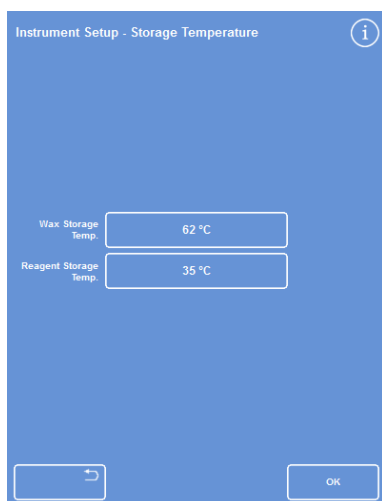 Instrument Setup - Storage Temperature
i
Wax Storage
Temp.
62 °C
Reagent Storage
Temp.
35 °C
OK